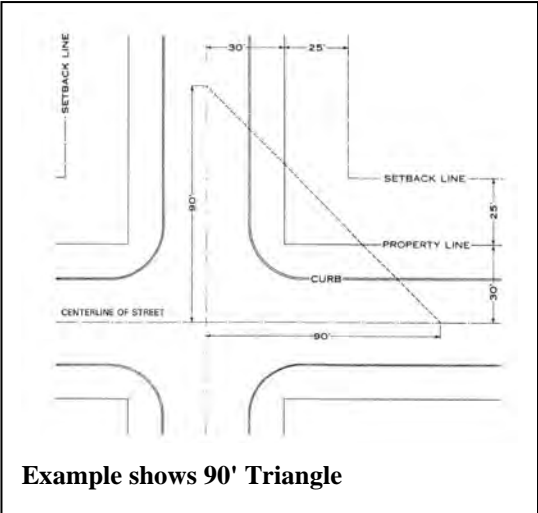 30' 25'
SETBACK LINE
SETBACK LINE
90'
25'
PROPERTY LINE
CURB
30'
CENTERLINE OF STREET
90'
Example shows 90' Triangle